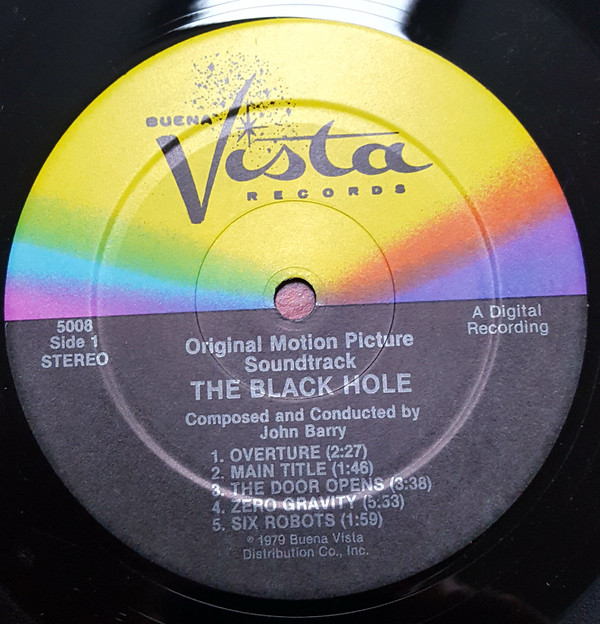 BUENA
Vista
RECORDS
5008
Side 1
STEREO
A Digital
Recording
Original Motion Picture
Soundtrack
THE BLACK HOLE
Composed and Conducted by
John Barry
1. OVERTURE (2:27)
2. MAIN TITLE (1:46)
3. THE DOOR OPENS (3:38)
4. ZERO GRAVITY (5:53)
5. SIX ROBOTS (1:59)
℗ 1979 Buena Vista
Distribution Co., Inc.